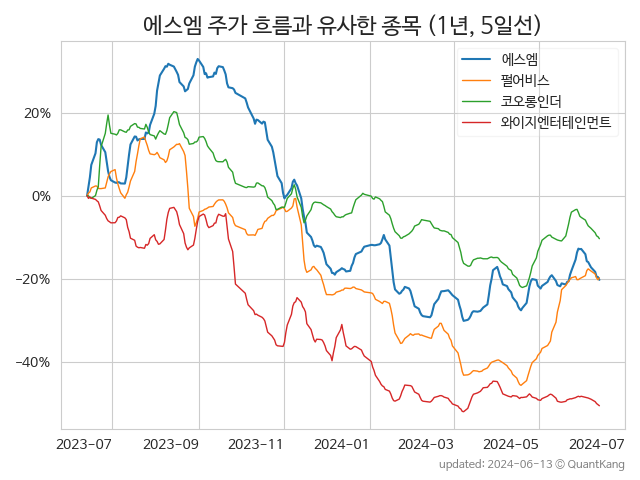 에스엠 주가 흐름과 유사한 종목 (1년, 5일선)
에스엠
펄어비스
코오롱인더
와이지엔터테인먼트
20%
0%
−20%
−40%
2023-07
2023-09
2023-11
2024-01
2024-03
2024-05
2024-07
updated: 2024-06-13 © QuantKang